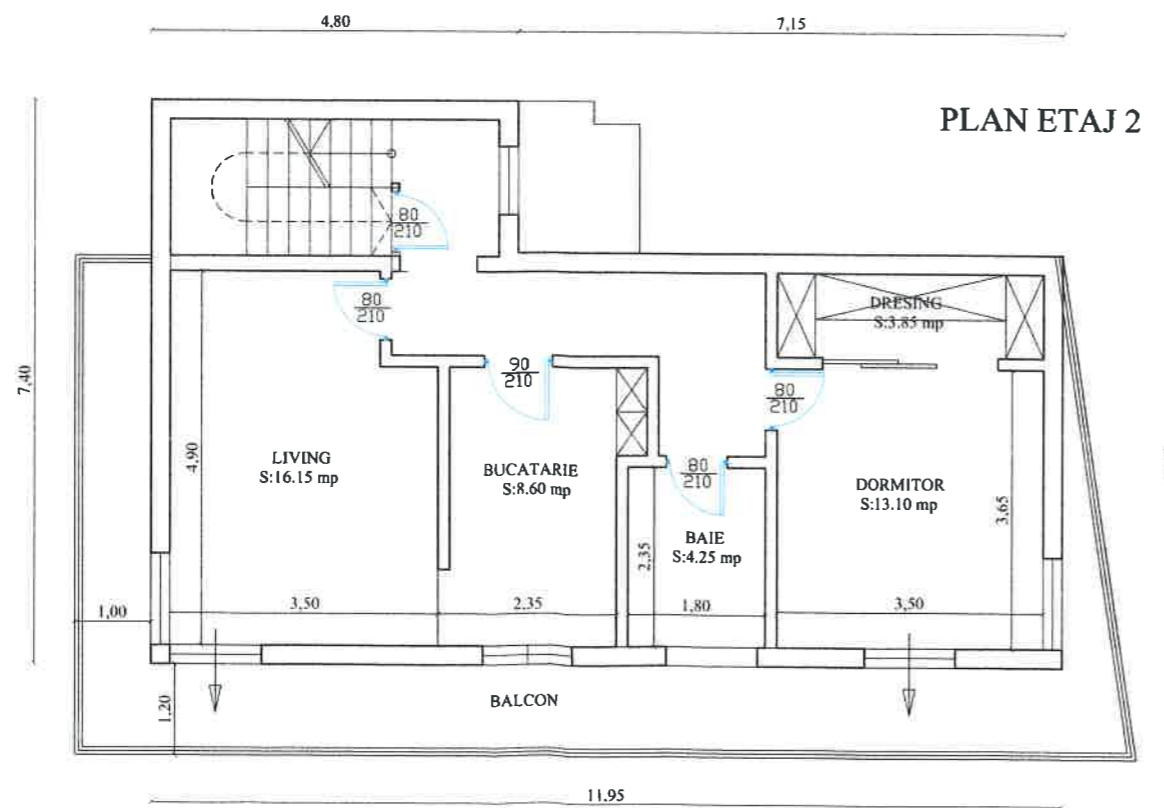 4,80
7,15
PLAN ETAJ 2
80
210
80
210
DRESING
S:3.85 mp
7,40
90
210
80
210
4,90
LIVING
S:16.15 mp
BUCATARIE
S:8.60 mp
80
210
DORMITOR
S:13.10 mp
3,65
BAIE
S:4.25 mp
2,35
1,00
3,50
2,35
1,80
3,50
1,20
BALCON
11,95